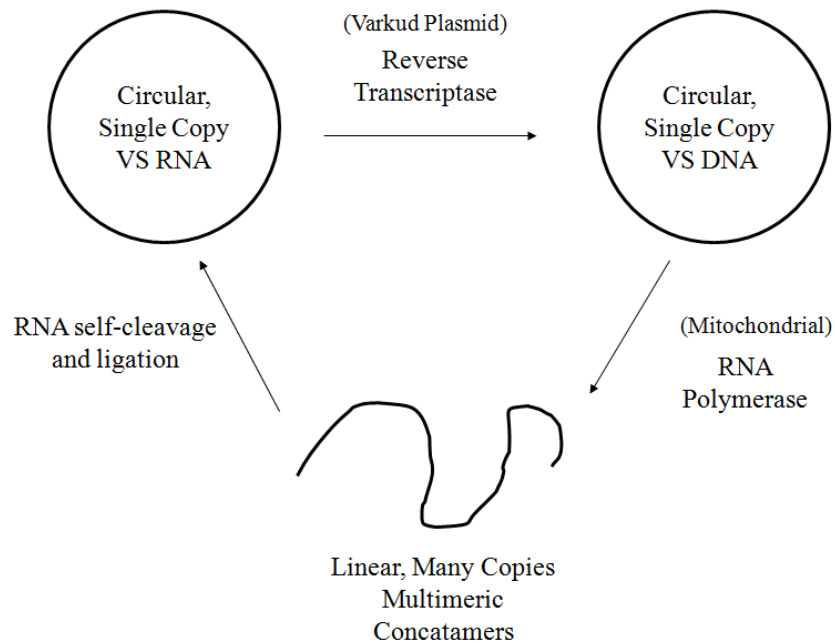 Circular,
Single Copy
VS RNA
(Varkud Plasmid)
Reverse
Transcriptase
Circular,
Single Copy
VS DNA
RNA self-cleavage
and ligation
(Mitochondrial)
RNA
Polymerase
Linear, Many Copies
Multimeric
Concatamers